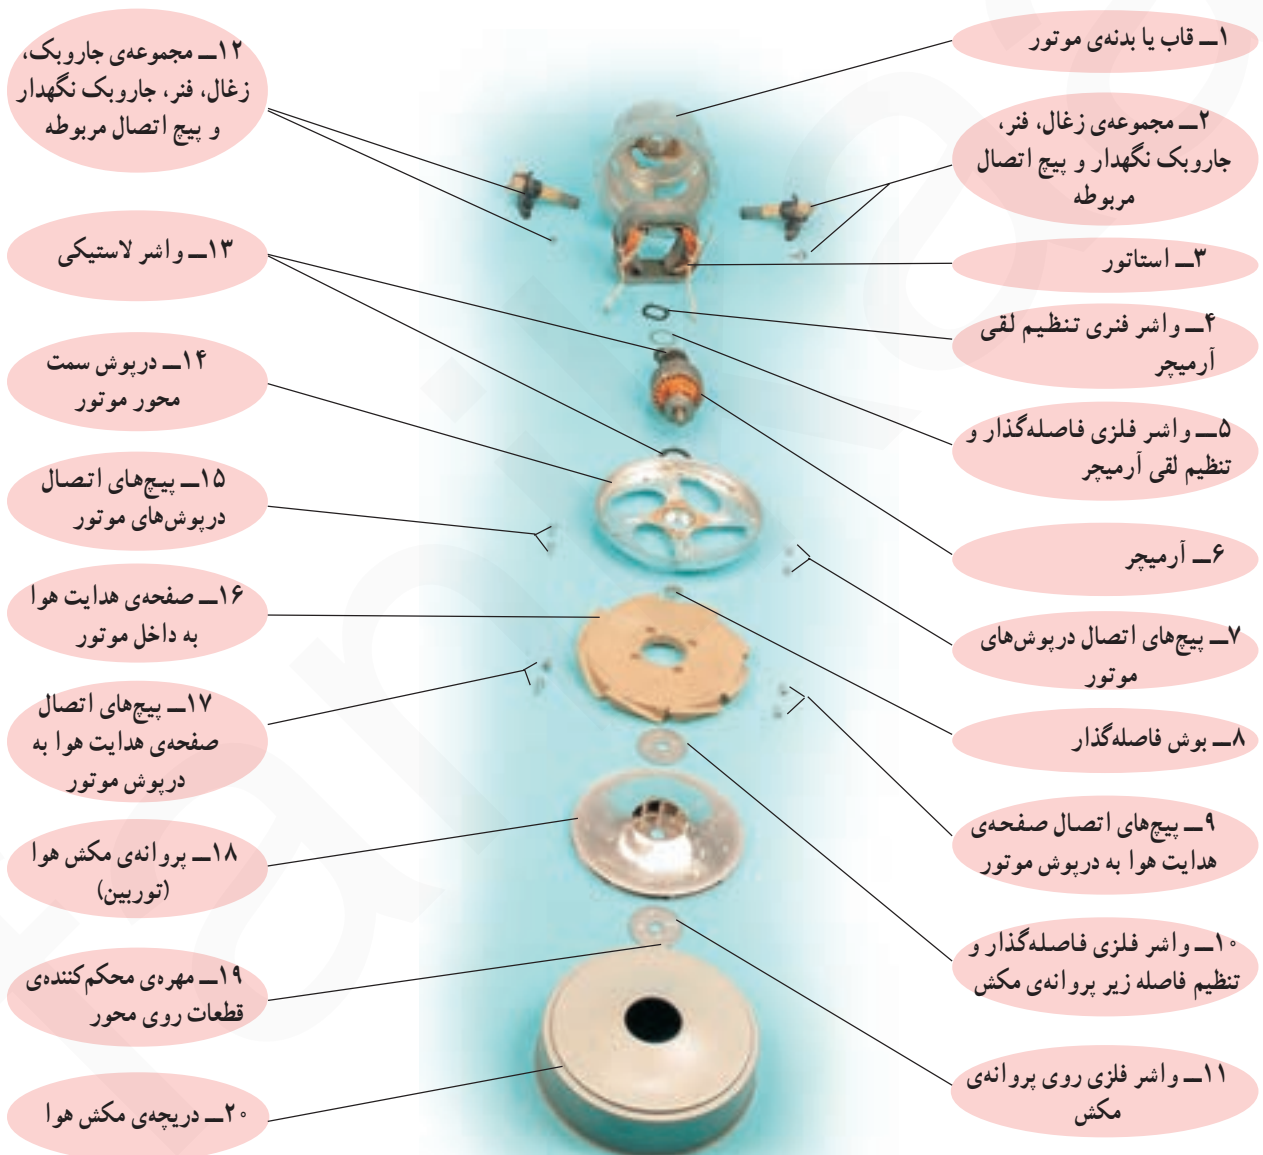 ۱ــ قاب یا بدنه‌ی موتور
۲ــ مجموعه‌ی زغال، فنر،
جاروبک نگهدار و پیچ اتصال
مربوطه
۳ــ استاتور
۴ــ واشر فنری تنظیم لقی
آرمیچر
۵ــ واشر فلزی فاصله‌گذار و
تنظیم لقی آرمیچر
۶ــ آرمیچر
۷ــ پیچ‌های اتصال درپوش‌های
موتور
۸ــ بوش فاصله‌گذار
۹ــ پیچ‌های اتصال صفحه‌ی
هدایت هوا به درپوش موتور
۱۰ــ واشر فلزی فاصله‌گذار و
تنظیم فاصله زیر پروانه‌ی مکش
۱۱ــ واشر فلزی روی پروانه‌ی
مکش
۱۲ــ مجموعه‌ی جاروبک،
زغال، فنر، جاروبک نگهدار
و پیچ اتصال مربوطه
۱۳ــ واشر لاستیکی
۱۴ــ درپوش سمت
محور موتور
۱۵ــ پیچ‌های اتصال
درپوش‌های موتور
۱۶ــ صفحه‌ی هدایت هوا
به داخل موتور
۱۷ــ پیچ‌های اتصال
صفحه‌ی هدایت هوا به
درپوش موتور
۱۸ــ پروانه‌ی مکش هوا
(توربین)
۱۹ــ مهره‌ی محکم‌کننده‌ی
قطعات روی محور
۲۰ــ دریچه‌ی مکش هوا